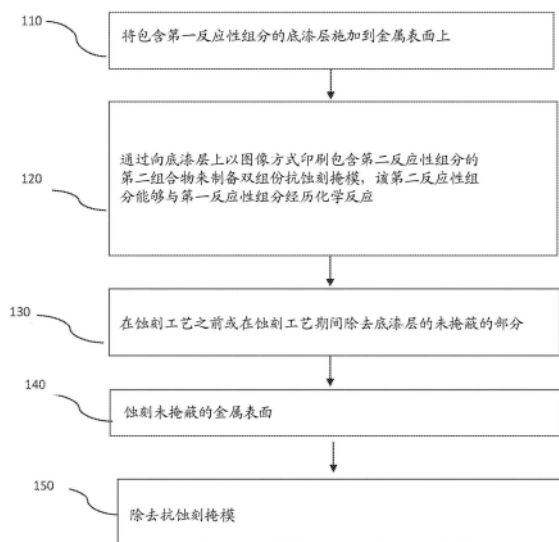 110
将包含第一反应性组分的底漆层施加到金属表面上
120
通过向底漆层上以图像方式印刷包含第二反应性组分的
第二组合物来制备双组份抗蚀刻掩模，该第二反应性组
分能够与第一反应性组分经历化学反应
130
在蚀刻工艺之前或在蚀刻工艺期间除去底漆层的未掩蔽的部分
140
蚀刻未掩蔽的金属表面
150
除去抗蚀刻掩模